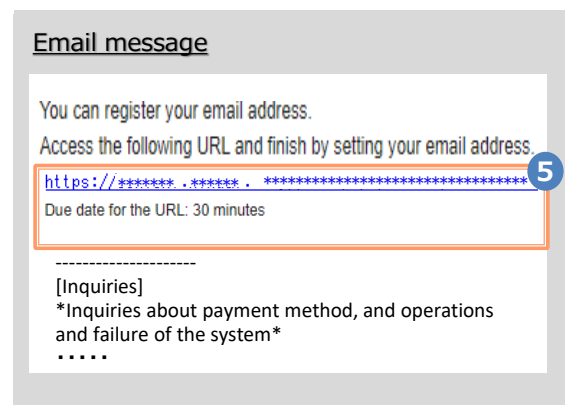 Email message
You can register your email address.
Access the following URL and finish by setting your email address.
5
https://******* .****** . *********************************
Due date for the URL: 30 minutes
--------------------
[Inquiries]
*Inquiries about payment method, and operations
and failure of the system*
・・・・・